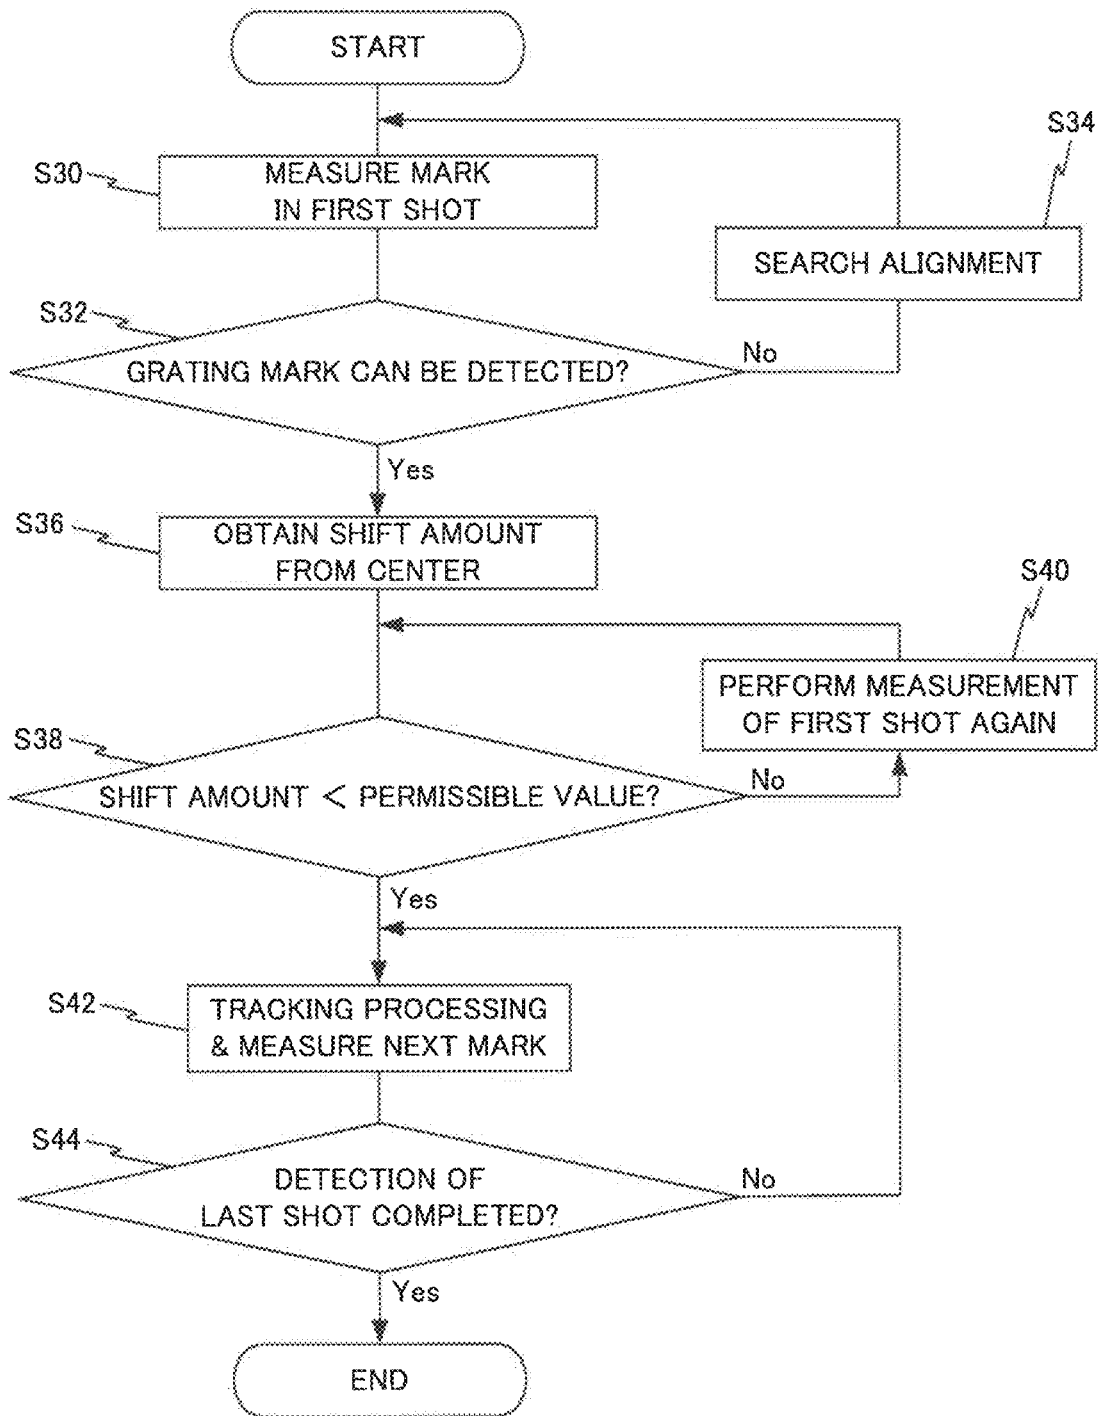 START
S34
S30
MEASURE MARK
IN FIRST SHOT
SEARCH ALIGNMENT
S32
GRATING MARK CAN BE DETECTED?
No
Yes
S36
OBTAIN SHIFT AMOUNT
FROM CENTER
S40
PERFORM MEASUREMENT
OF FIRST SHOT AGAIN
S38
SHIFT AMOUNT < PERMISSIBLE VALUE?
No
Yes
S42
TRACKING PROCESSING
& MEASURE NEXT MARK
S44
DETECTION OF
LAST SHOT COMPLETED?
No
Yes
END